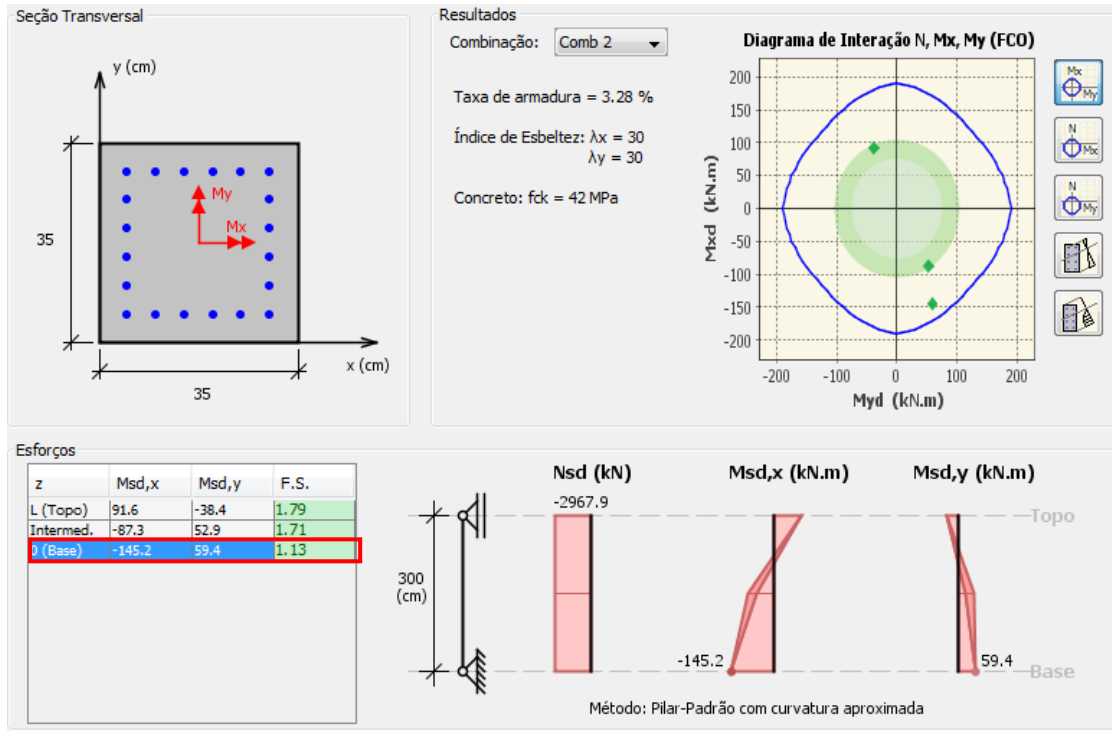 Seção Transversal
y (cm)
My
Mx
35
x (cm)
35
Resultados
Combinação: Comb 2
Taxa de armadura = 3.28 %
Índice de Esbeltez: λx = 30
λy = 30
Concreto: fck = 42 MPa
Diagrama de Interação N, Mx, My (FCO)
200
150
100
50
0
-50
-100
-150
-200
Mxd (kN.m)
-200 -100 0 100 200
Myd (kN.m)
Mx
My
N
Mx
N
My
Esforços
z Msd,x Msd,y F.S.
L (Topo) 91.6 -38.4 1.79
Intermed. -87.3 52.9 1.71
0 (Base) -145.2 59.4 1.13
Nsd (kN) Msd,x (kN.m) Msd,y (kN.m)
-2967.9
Topo
300
(cm)
-145.2
59.4
Base
Método: Pilar-Padrão com curvatura aproximada